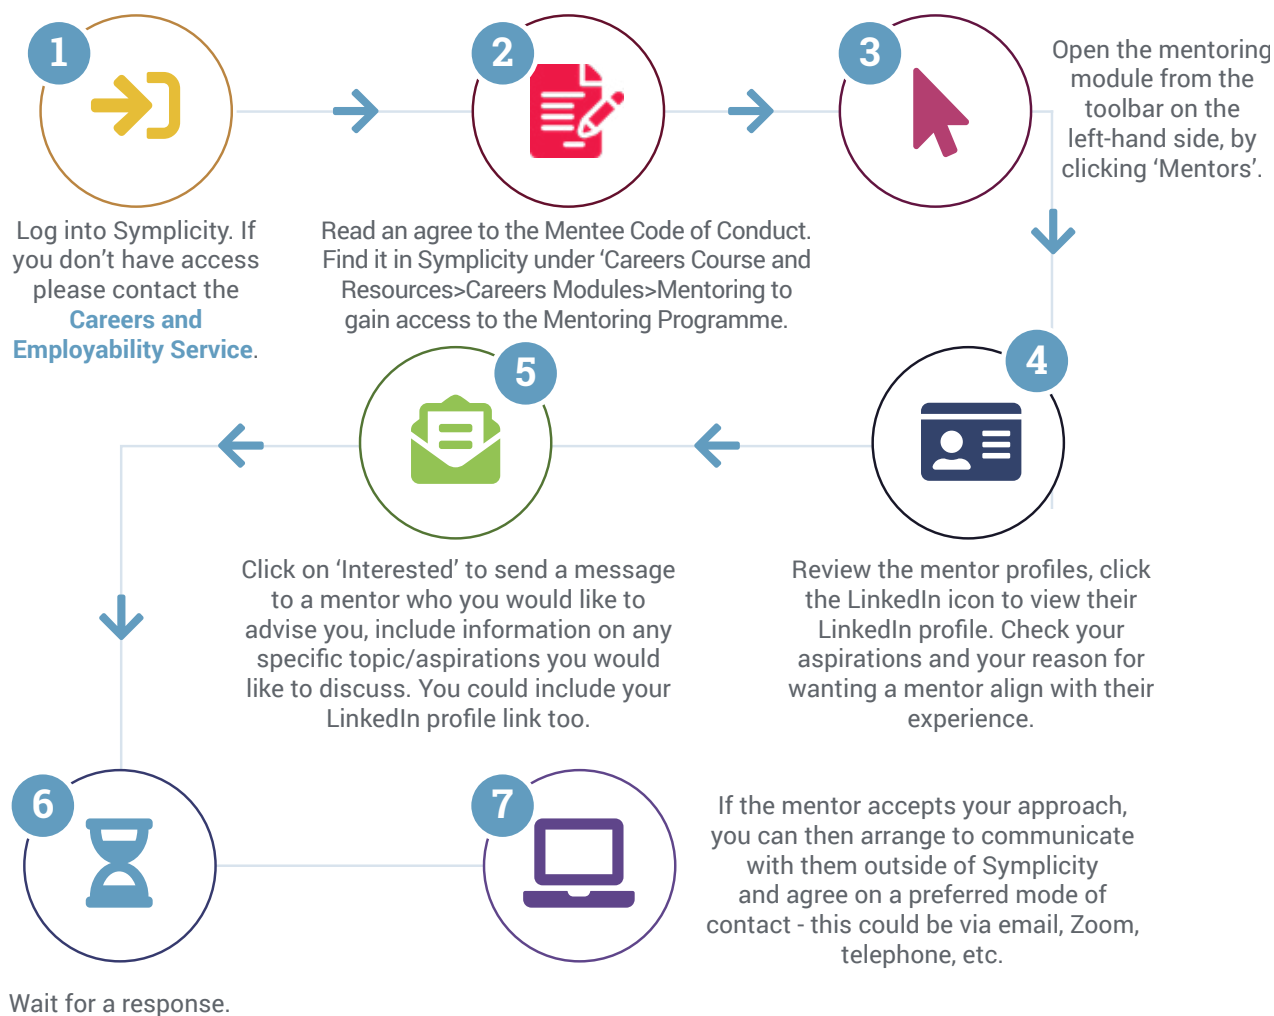 1
Log into Symplicity. If
you don’t have access
please contact the
Careers and
Employability Service.
2
Read an agree to the Mentee Code of Conduct.
Find it in Symplicity under ‘Careers Course and
Resources>Careers Modules>Mentoring to
gain access to the Mentoring Programme.
3
Open the mentoring
module from the
toolbar on the
left-hand side, by
clicking ‘Mentors’.
4
Review the mentor profiles, click
the LinkedIn icon to view their
LinkedIn profile. Check your
aspirations and your reason for
wanting a mentor align with their
experience.
5
Click on ‘Interested’ to send a message
to a mentor who you would like to
advise you, include information on any
specific topic/aspirations you would
like to discuss. You could include your
LinkedIn profile link too.
6
Wait for a response.
7
If the mentor accepts your approach,
you can then arrange to communicate
with them outside of Symplicity
and agree on a preferred mode of
contact - this could be via email, Zoom,
telephone, etc.